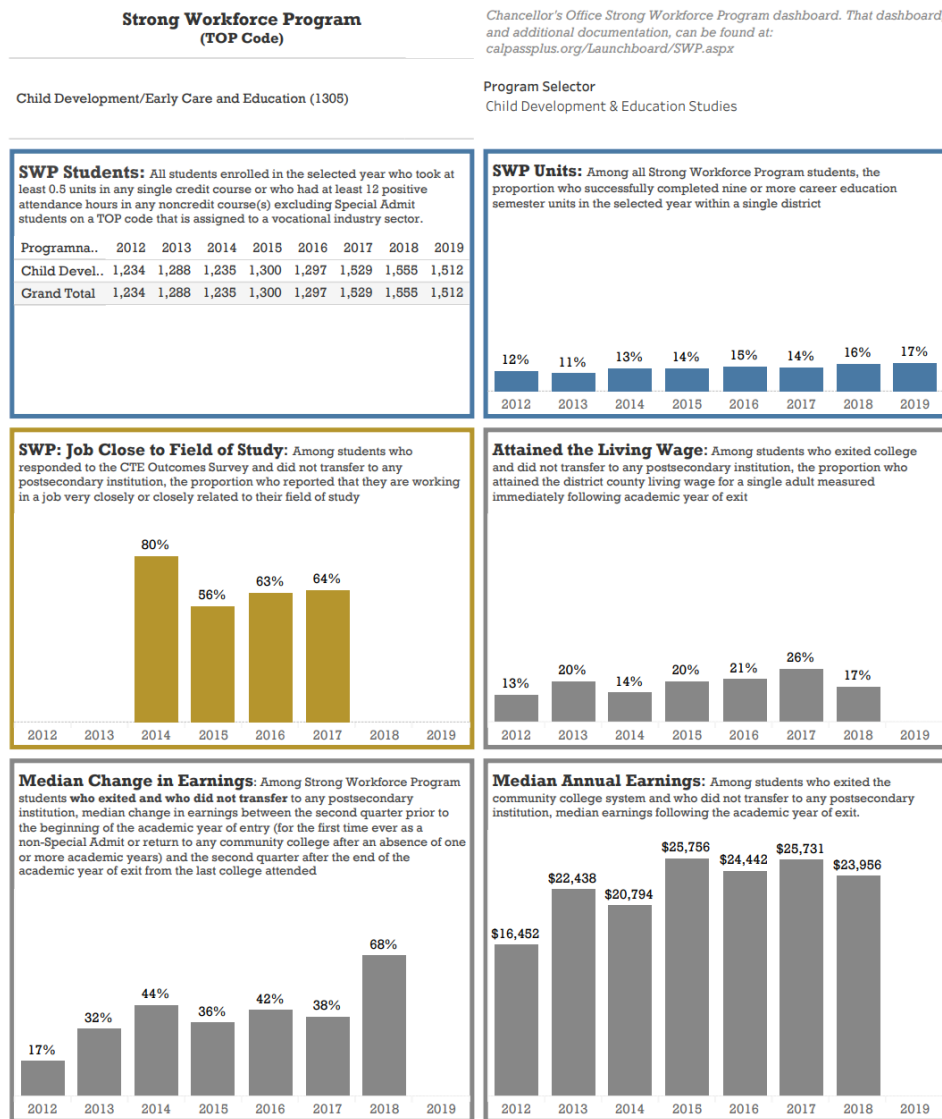 Strong Workforce Program
(TOP Code)
Chancellor's Office Strong Workforce Program dashboard. That dashboard,
and additional documentation, can be found at:
calpassplus.org/Launchboard/SWP.aspx
Child Development/Early Care and Education (1305)
Program Selector
Child Development & Education Studies
SWP Students: All students enrolled in the selected year who took at
least 0.5 units in any single credit course or who had at least 12 positive
attendance hours in any noncredit course(s) excluding Special Admit
students on a TOP code that is assigned to a vocational industry sector.
Programna.. 2012 2013 2014 2015 2016 2017 2018 2019
Child Devel.. 1,234 1,288 1,235 1,300 1,297 1,529 1,555 1,512
Grand Total 1,234 1,288 1,235 1,300 1,297 1,529 1,555 1,512
SWP Units: Among all Strong Workforce Program students, the
proportion who successfully completed nine or more career education
semester units in the selected year within a single district
12% 11% 13% 14% 15% 14% 16% 17%
2012 2013 2014 2015 2016 2017 2018 2019
SWP: Job Close to Field of Study: Among students who
responded to the CTE Outcomes Survey and did not transfer to any
postsecondary institution, the proportion who reported that they are working
in a job very closely or closely related to their field of study
80% 56% 63% 64%
2012 2013 2014 2015 2016 2017 2018 2019
Attained the Living Wage: Among students who exited college
and did not transfer to any postsecondary institution, the proportion who
attained the district county living wage for a single adult measured
immediately following academic year of exit
13% 20% 14% 20% 21% 26% 17%
2012 2013 2014 2015 2016 2017 2018 2019
Median Change in Earnings: Among Strong Workforce Program
students who exited and who did not transfer to any postsecondary
institution, median change in earnings between the second quarter prior to
the beginning of the academic year of entry (for the first time ever as a
non-Special Admit or return to any community college after an absence of one
or more academic years) and the second quarter after the end of the
academic year of exit from the last college attended
17% 32% 44% 36% 42% 38% 68%
2012 2013 2014 2015 2016 2017 2018 2019
Median Annual Earnings: Among students who exited the
community college system and who did not transfer to any postsecondary
institution, median earnings following the academic year of exit.
$16,452 $22,438 $20,794 $25,756 $24,442 $25,731 $23,956
2012 2013 2014 2015 2016 2017 2018 2019